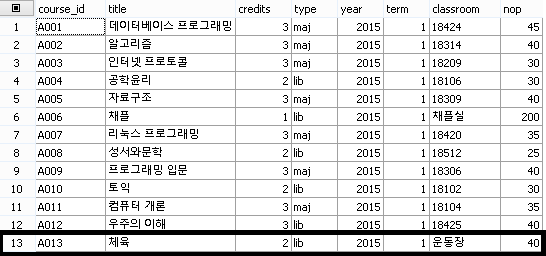 course_id title credits type year term classroom nop
1 A001 데이터베이스 프로그래밍 3 maj 2015 1 18424 45
2 A002 알고리즘 3 maj 2015 1 18314 40
3 A003 인터넷 프로토콜 3 maj 2015 1 18209 30
4 A004 공학윤리 2 lib 2015 1 18106 30
5 A005 자료구조 3 maj 2015 1 18309 40
6 A006 채플 1 lib 2015 1 채플실 200
7 A007 리눅스 프로그래밍 3 maj 2015 1 18420 35
8 A008 성서와문학 2 lib 2015 1 18512 25
9 A009 프로그래밍 입문 3 maj 2015 1 18306 40
10 A010 토익 2 lib 2015 1 18102 30
11 A011 컴퓨터 개론 3 maj 2015 1 18104 35
12 A012 우주의 이해 3 lib 2015 1 18425 40
13 A013 체육 2 lib 2015 1 운동장 40